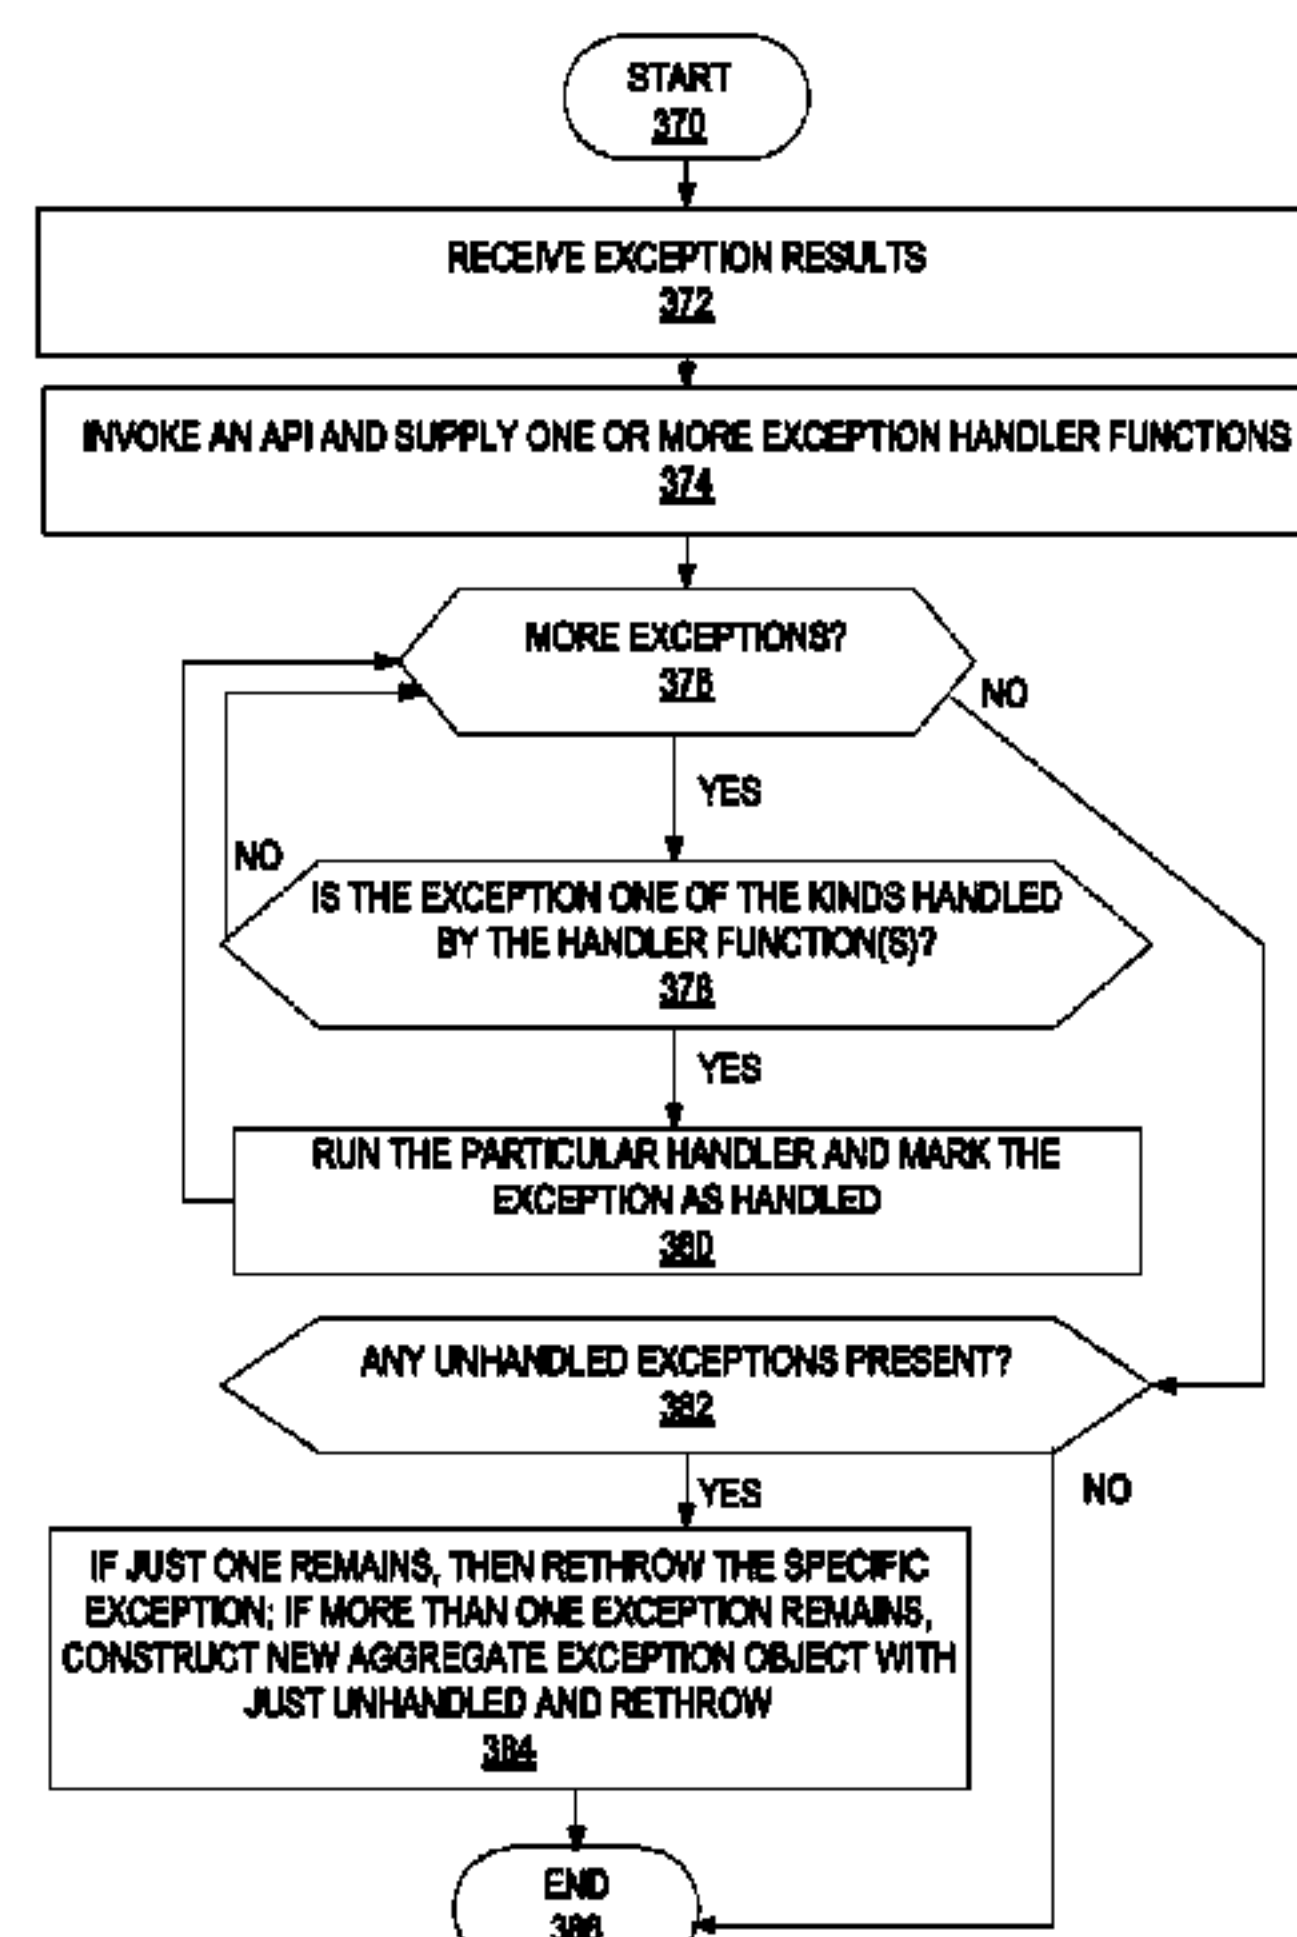 START
370
RECEIVE EXCEPTION RESULTS
372
INVOKE AN API AND SUPPLY ONE OR MORE EXCEPTION HANDLER FUNCTIONS
374
MORE EXCEPTIONS?
376
NO
YES
NO
IS THE EXCEPTION ONE OF THE KINDS HANDLED
BY THE HANDLER FUNCTION(S)?
378
YES
RUN THE PARTICULAR HANDLER AND MARK THE
EXCEPTION AS HANDLED
380
ANY UNHANDLED EXCEPTIONS PRESENT?
382
YES
NO
IF JUST ONE REMAINS, THEN RETHROW THE SPECIFIC
EXCEPTION; IF MORE THAN ONE EXCEPTION REMAINS,
CONSTRUCT NEW AGGREGATE EXCEPTION OBJECT WITH
JUST UNHANDLED AND RETHROW
384
END